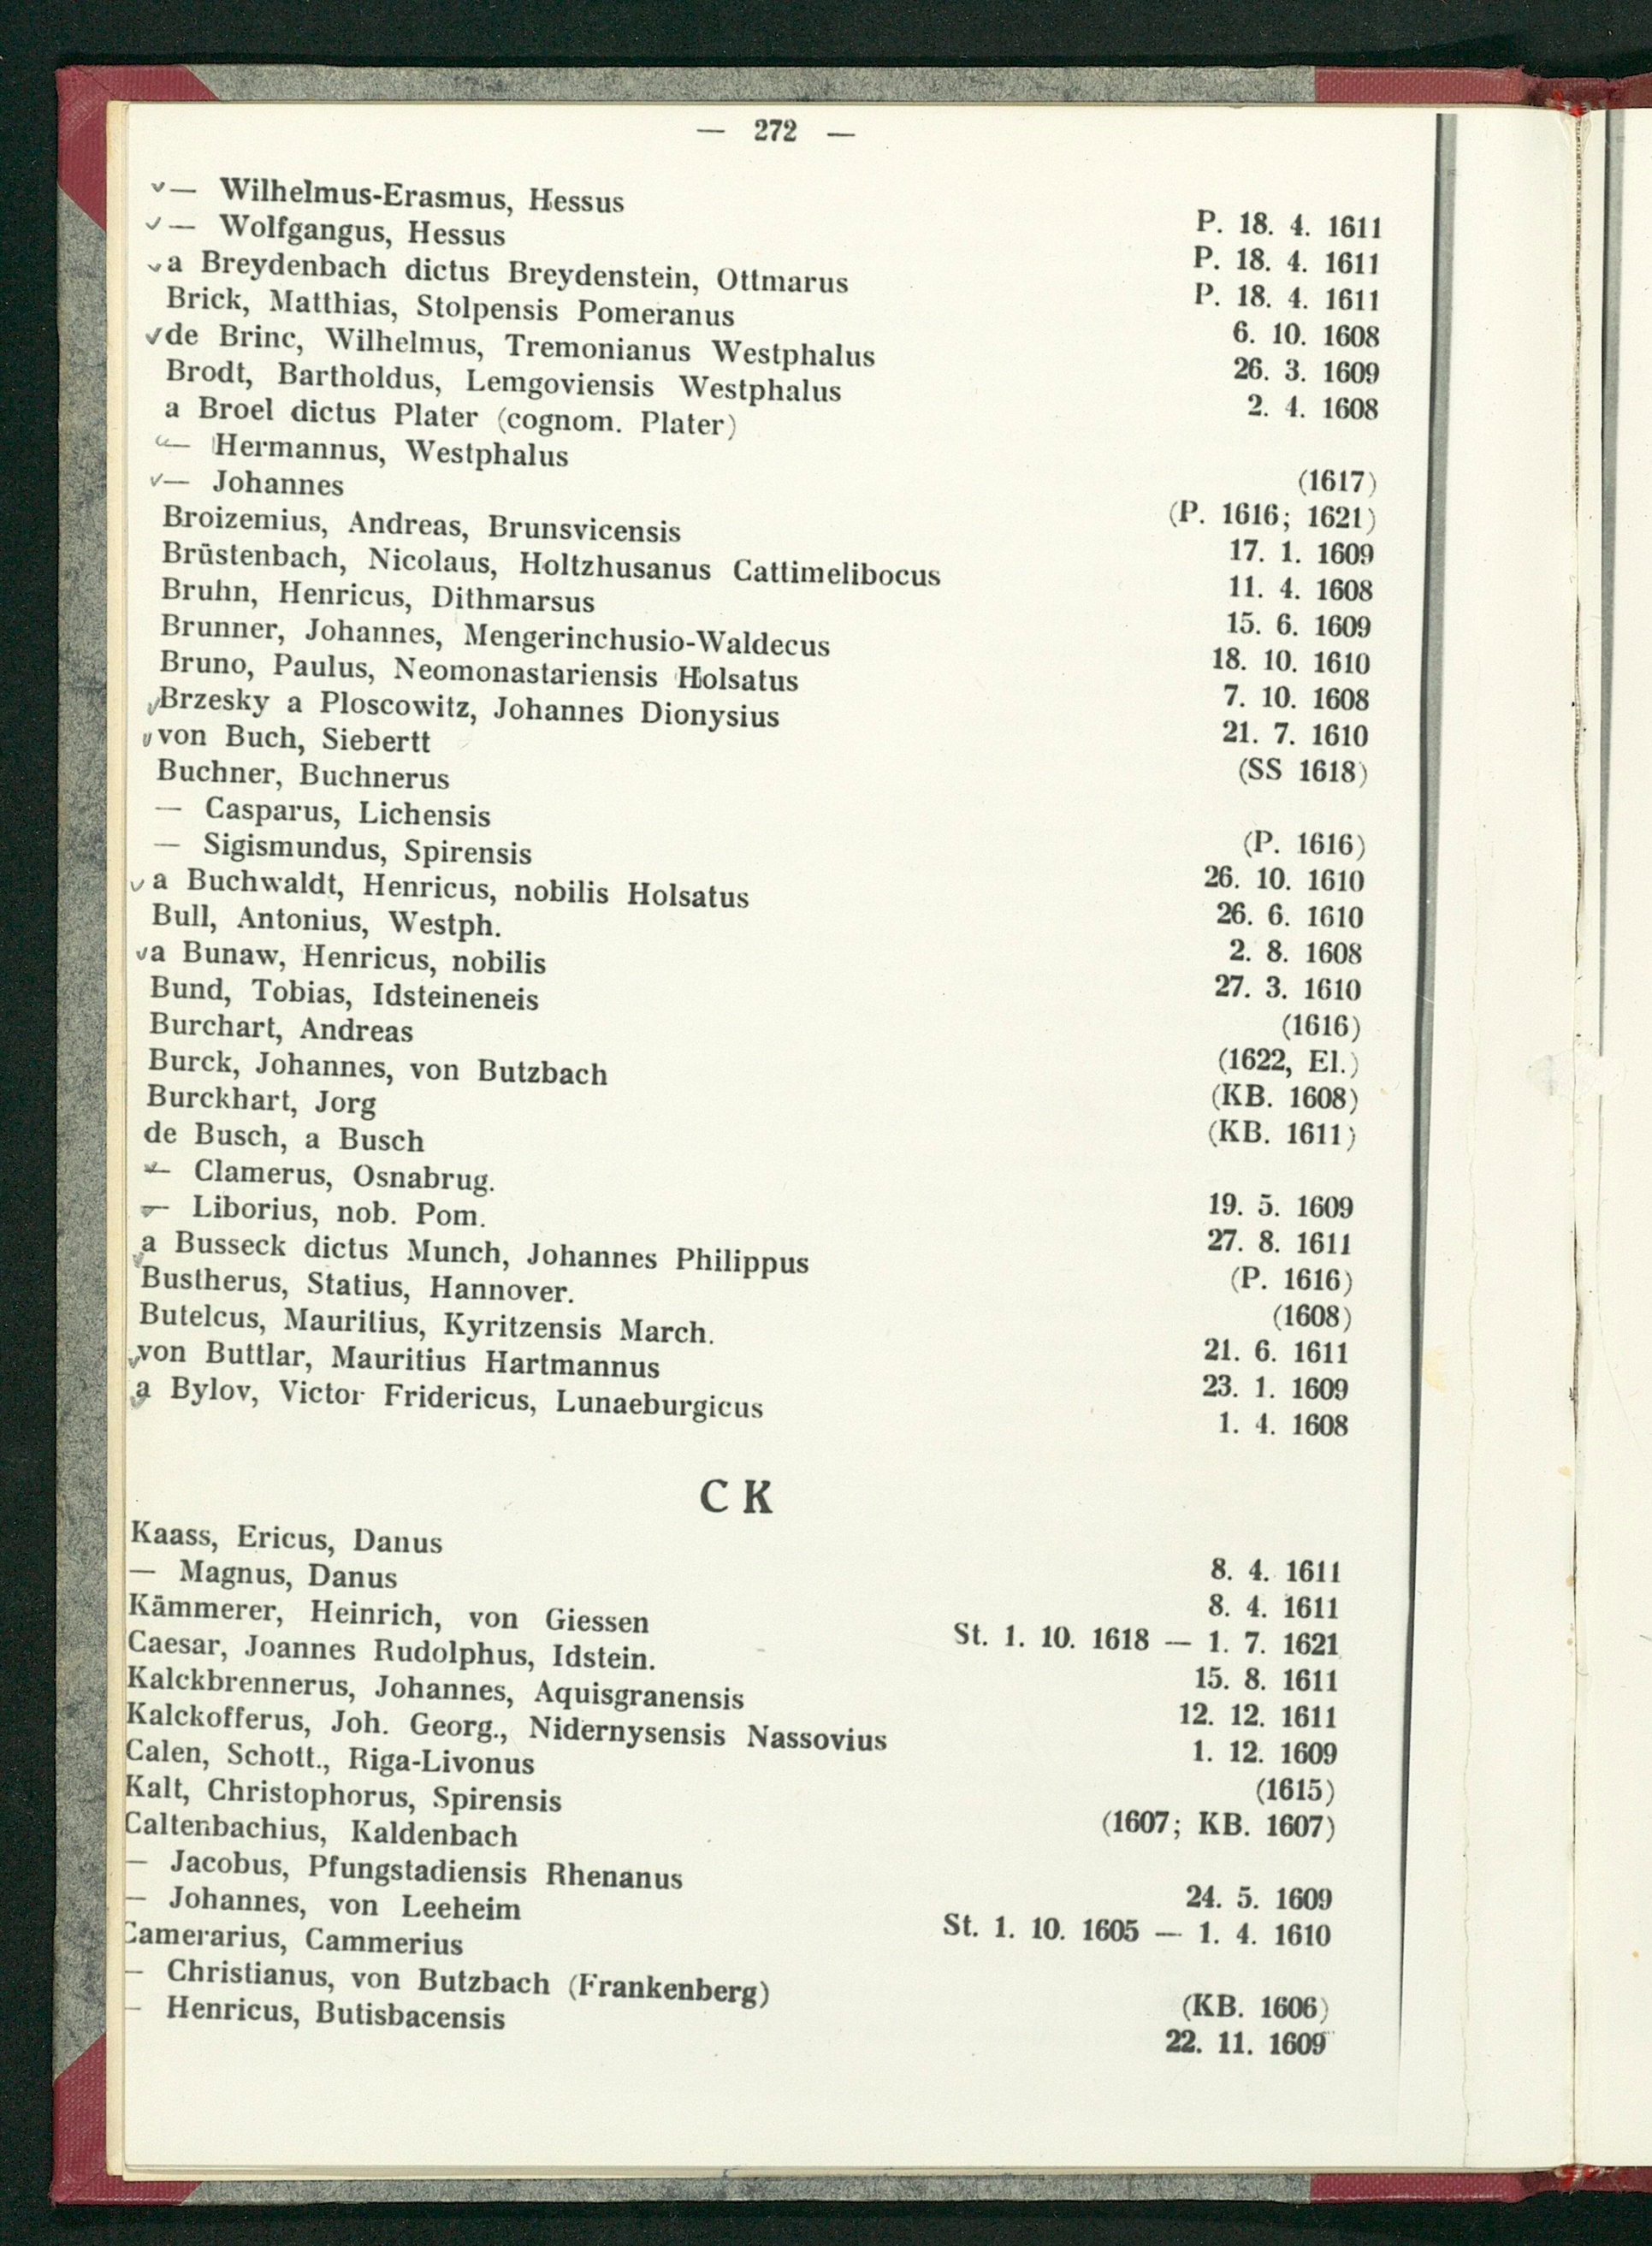 — 272 —
— Wilhelmus-Erasmus, Hessus P. 18. 4. 1611
— Wolfgangus, Hessus P. 18. 4. 1611
a Breydenbach dictus Breydenstein, Ottmarus P. 18. 4. 1611
Brick, Matthias, Stolpensis Pomeranus 6. 10. 1608
de Brinc, Wilhelmus, Tremonianus Westphalus 26. 3. 1609
Brodt, Bartholdus, Lemgoviensis Westphalus 2. 4. 1608
a Broel dictus Plater (cognom. Plater)
— Hermannus, Westphalus (1617)
— Johannes (P. 1616; 1621)
Broizemius, Andreas, Brunsvicensis 17. 1. 1609
Brüstenbach, Nicolaus, Holtzhusanus Cattimelibocus 11. 4. 1608
Bruhn, Henricus, Dithmarsus 15. 6. 1609
Brunner, Johannes, Mengerinchusio-Waldecus 18. 10. 1610
Bruno, Paulus, Neomonastariensis Holsatus 7. 10. 1608
Brzesky a Ploscowitz, Johannes Dionysius 21. 7. 1610
von Buch, Siebertt (SS 1618)
Buchner, Buchnerus
— Casparus, Lichensis (P. 1616)
— Sigismundus, Spirensis 26. 10. 1610
a Buchwaldt, Henricus, nobilis Holsatus 26. 6. 1610
Bull, Antonius, Westph. 2. 8. 1608
a Bunaw, Henricus, nobilis 27. 3. 1610
Bund, Tobias, Idsteineneis (1616)
Burchart, Andreas (1622, El.)
Burck, Johannes, von Butzbach (KB. 1608)
Burckhart, Jorg (KB. 1611)
de Busch, a Busch
— Clamerus, Osnabrug. 19. 5. 1609
— Liborius, nob. Pom. 27. 8. 1611
a Busseck dictus Munch, Johannes Philippus (P. 1616)
Bustherus, Statius, Hannover. (1608)
Butelcus, Mauritius, Kyritzensis March. 21. 6. 1611
von Buttlar, Mauritius Hartmannus 23. 1. 1609
a Bylov, Victor Fridericus, Lunaeburgicus 1. 4. 1608
C K
Kaass, Ericus, Danus 8. 4. 1611
— Magnus, Danus 8. 4. 1611
Kämmerer, Heinrich, von Giessen St. 1. 10. 1618 — 1. 7. 1621
Caesar, Joannes Rudolphus, Idstein. 15. 8. 1611
Kalckbrennerus, Johannes, Aquisgranensis 12. 12. 1611
Kalckofferus, Joh. Georg., Nidernysensis Nassovius 1. 12. 1609
Calen, Schott., Riga-Livonus (1615)
Kalt, Christophorus, Spirensis (1607; KB. 1607)
Caltenbachius, Kaldenbach
— Jacobus, Pfungstadiensis Rhenanus 24. 5. 1609
— Johannes, von Leeheim St. 1. 10. 1605 — 1. 4. 1610
Camerarius, Cammerius
— Christianus, von Butzbach (Frankenberg) (KB. 1606)
— Henricus, Butisbacensis 22. 11. 1609